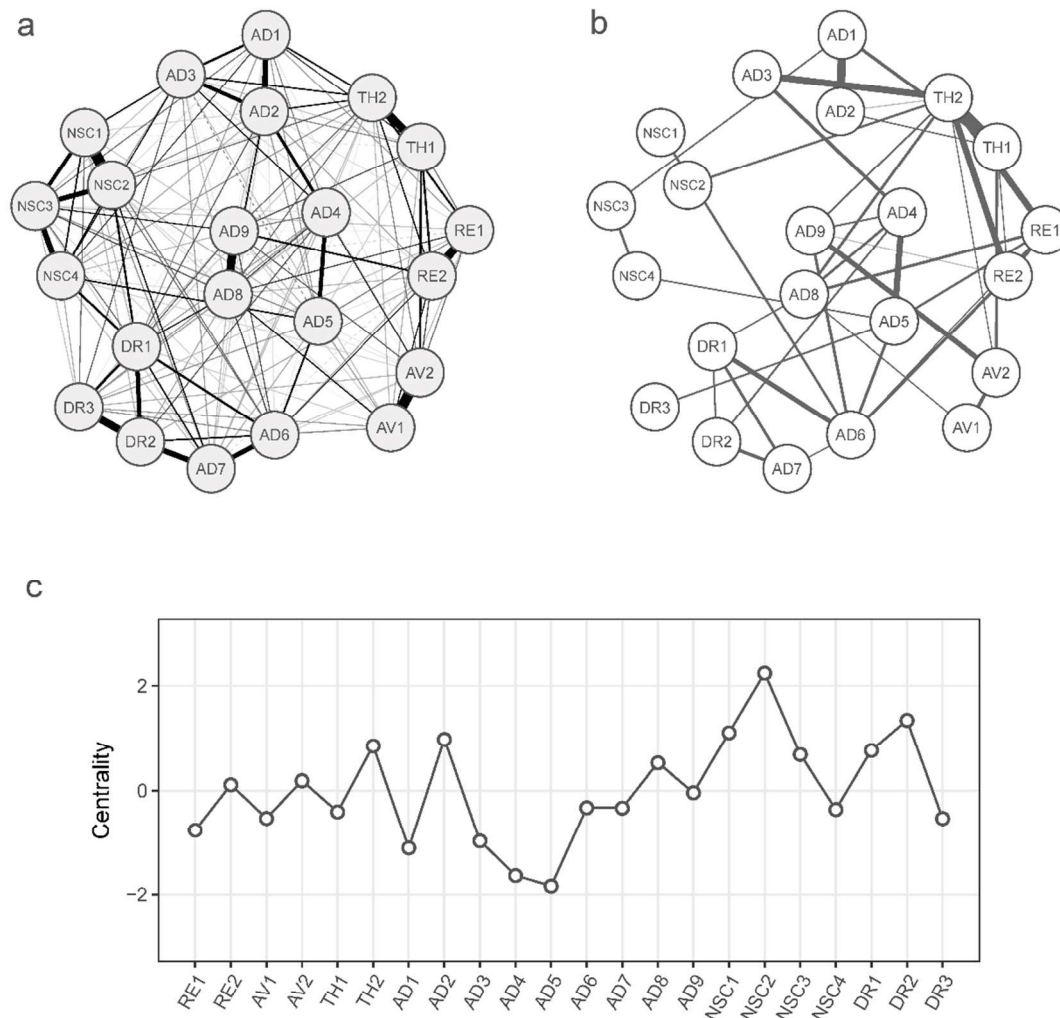 a
AD1
AD3
AD2
TH2
NSC1
TH1
NSC2
NSC3
AD4
AD9
RE1
NSC4
RE2
AD8
AD5
DR1
AV2
DR3
AV1
DR2
AD6
AD7
b
AD1
AD3
TH2
AD2
NSC1
TH1
NSC2
NSC3
AD4
AD9
RE1
NSC4
RE2
AD8
AD5
DR1
AV2
DR3
AV1
DR2
AD6
AD7
c
Centrality
2
0
−2
RE1 RE2 AV1 AV2 TH1 TH2 AD1 AD2 AD3 AD4 AD5 AD6 AD7 AD8 AD9 NSC1 NSC2 NSC3 NSC4 DR1 DR2 DR3